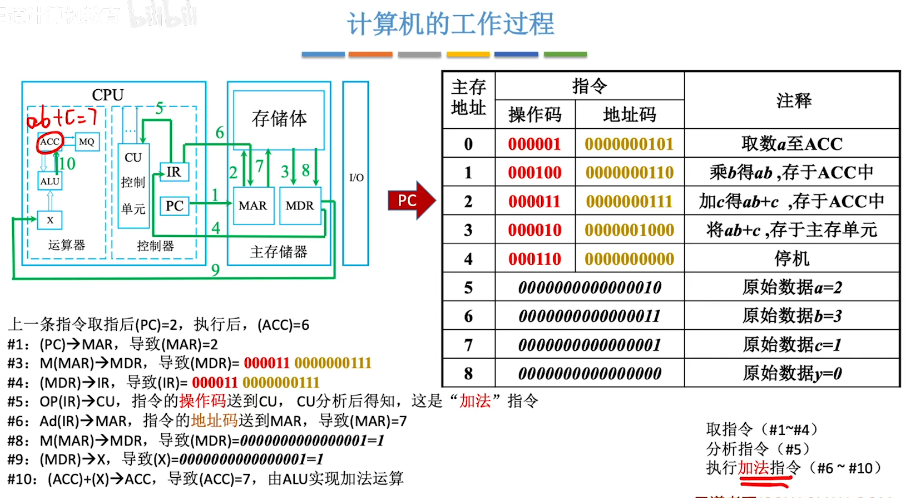 bilibili
计算机的工作过程
CPU
ab+c=7
ACC
MQ
10
ALU
X
运算器
5
CU
控制
单元
IR
PC
控制器
6
存储体
2
7
3
8
1
MAR
MDR
4
主存储器
9
I/O
PC
主存地址 指令 注释
操作码 地址码
0 000001 0000000101 取数a至ACC
1 000100 0000000110 乘b得ab ,存于ACC中
2 000011 0000000111 加c得ab+c ,存于ACC中
3 000010 0000001000 将ab+c ,存于主存单元
4 000110 0000000000 停机
5 0000000000000010 原始数据a=2
6 0000000000000011 原始数据b=3
7 0000000000000001 原始数据c=1
8 0000000000000000 原始数据y=0
上一条指令取指后(PC)=2，执行后，(ACC)=6
#1：(PC)→MAR，导致(MAR)=2
#3：M(MAR)→MDR，导致(MDR)= 000011 0000000111
#4：(MDR)→IR，导致(IR)= 000011 0000000111
#5：OP(IR)→CU，指令的操作码送到CU， CU分析后得知，这是“加法”指令
#6：Ad(IR)→MAR，指令的地址码送到MAR，导致(MAR)=7
#8：M(MAR)→MDR，导致(MDR)=0000000000000001=1
#9：(MDR)→X，导致(X)=0000000000000001=1
#10：(ACC)+(X)→ACC，导致(ACC)=7，由ALU实现加法运算
取指令（#1~#4）
分析指令（#5）
执行加法指令（#6 ~ #10）